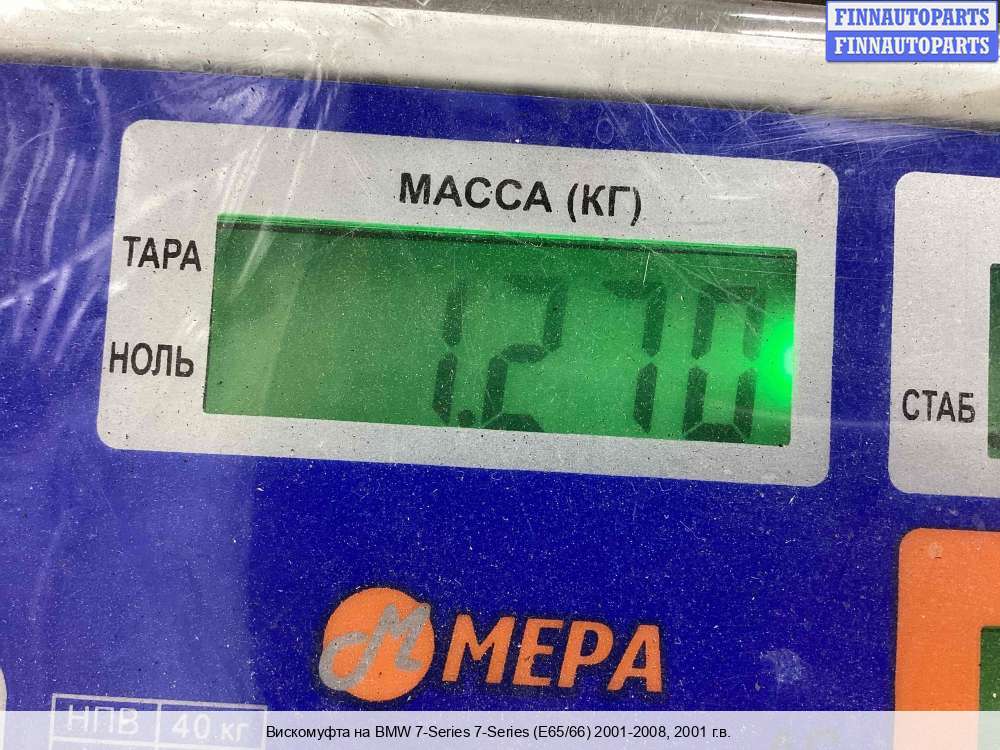 FINNAUTOPARTS
FINNAUTOPARTS
МАССА (КГ)
ТАРА
НОЛЬ
1.270
СТАБ
М МЕРА
НПВ 40 кг
Вискомуфта на BMW 7-Series 7-Series (E65/66) 2001-2008, 2001 г.в.